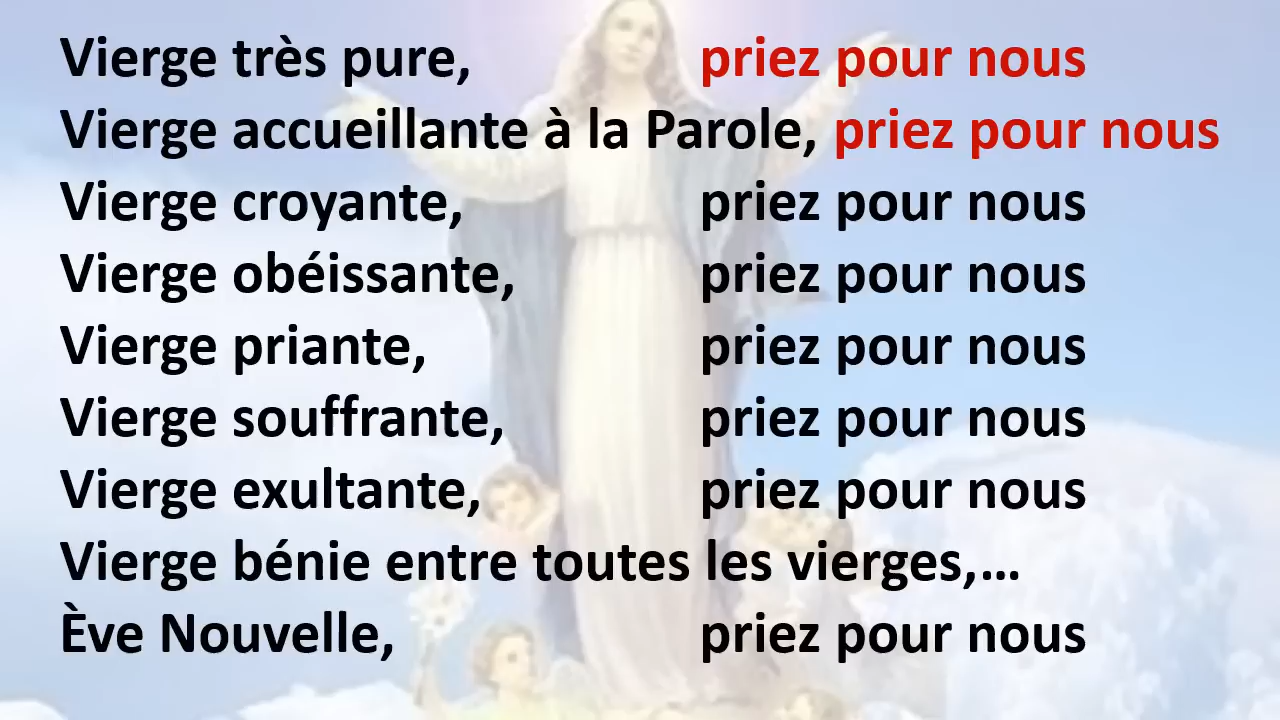 Vierge très pure, priez pour nous
Vierge accueillante à la Parole, priez pour nous
Vierge croyante, priez pour nous
Vierge obéissante, priez pour nous
Vierge priante, priez pour nous
Vierge souffrante, priez pour nous
Vierge exultante, priez pour nous
Vierge bénie entre toutes les vierges,…
Ève Nouvelle, priez pour nous